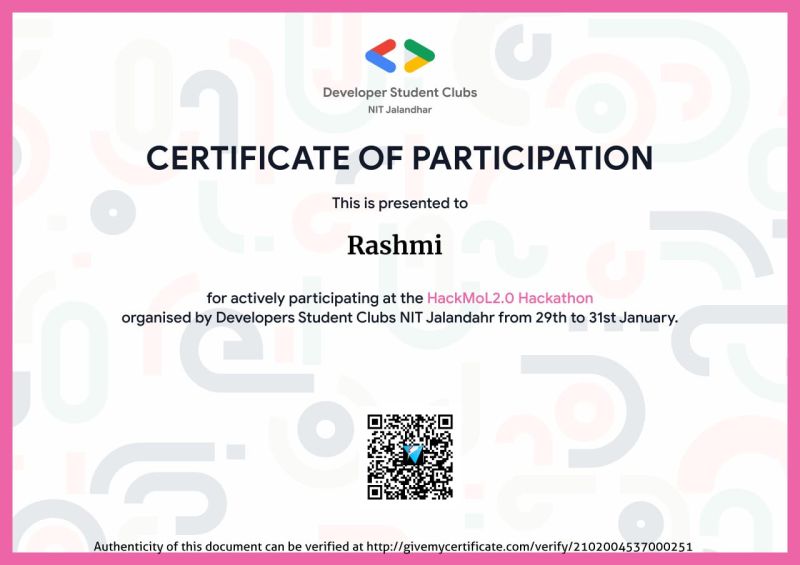 Developer Student Clubs
NIT Jalandhar
CERTIFICATE OF PARTICIPATION
This is presented to
Rashmi
for actively participating at the HackMoL2.0 Hackathon
organised by Developers Student Clubs NIT Jalandahr from 29th to 31st January.
Authenticity of this document can be verified at http://givemycertificate.com/verify/2102004537000251